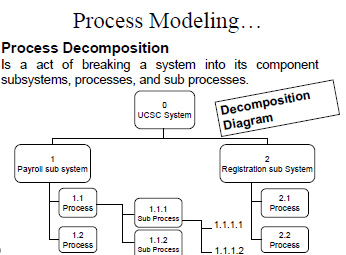 Process Modeling…
Process Decomposition
Is a act of breaking a system into its component
subsystems, processes, and sub processes.
0
UCSC System
Decomposition
Diagram
1
Payroll sub system
2
Registration sub System
1.1
Process
1.1.1
Sub Process
2.1
Process
1.1.1.1
1.2
Process
1.1.2
Sub Process
1.1.1.2
2.2
Process